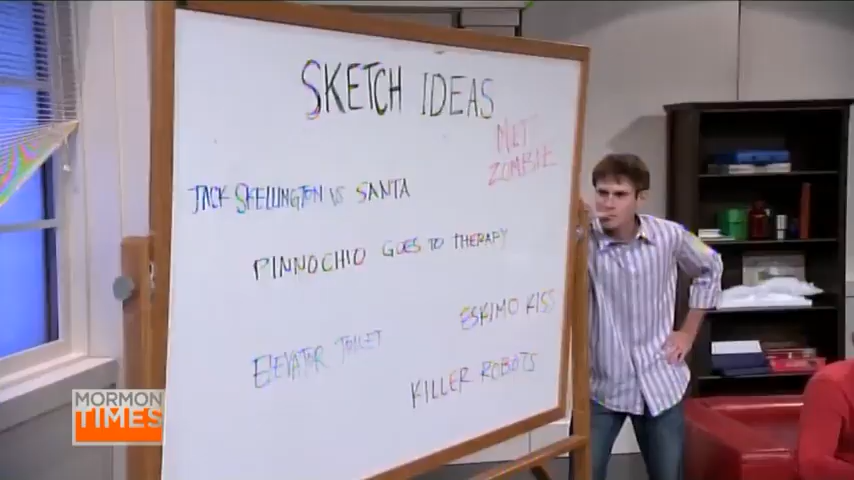 SKETCH IDEAS
ZOMBIE
JACK SKELLINGTON VS SANTA
PINNOCHIO GOES TO THERAPY
ESKIMO KISS
ELEVATOR TOILET
KILLER ROBOTS
MORMON
TIMES